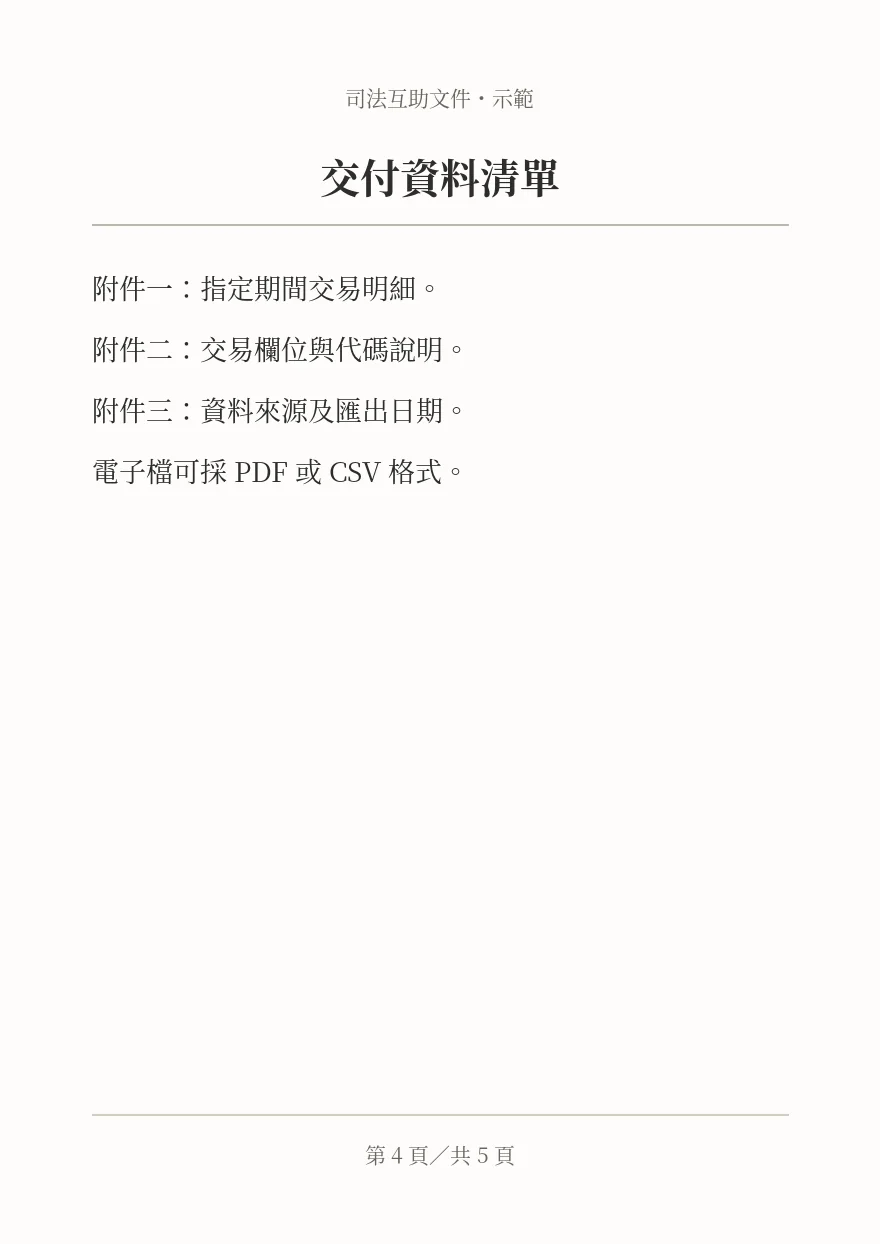 司法互助文件・示範
交付資料清單
附件一：指定期間交易明細。
附件二：交易欄位與代碼說明。
附件三：資料來源及匯出日期。
電子檔可採 PDF 或 CSV 格式。
第 4 頁／共 5 頁